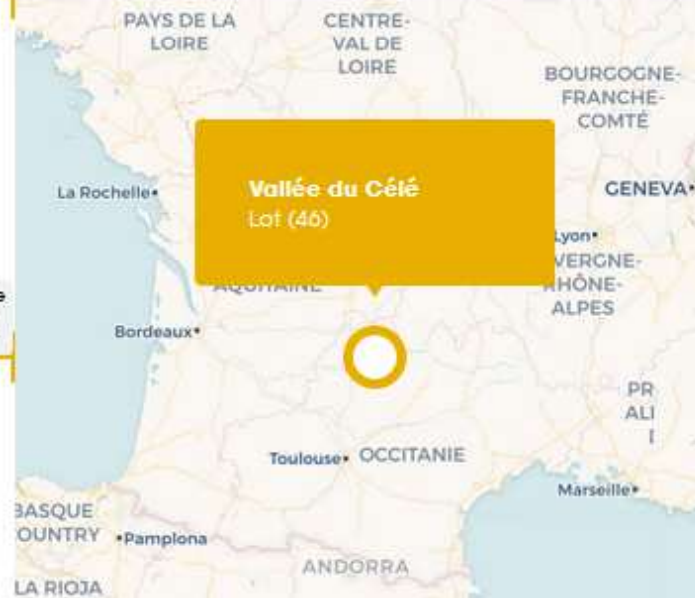 PAYS DE LA
LOIRE
CENTRE-
VAL DE
LOIRE
BOURGOGNE-
FRANCHE-
COMTÉ
Vallée du Célé
Lot (46)
La Rochelle
GENEVA
Lyon
VERGNE-
RHÔNE-
ALPES
AQUITAINE
e
Bordeaux
PR
ALI
Toulouse
OCCITANIE
Marseille
BASQUE
OUNTRY
Pamplona
ANDORRA
LA RIOJA